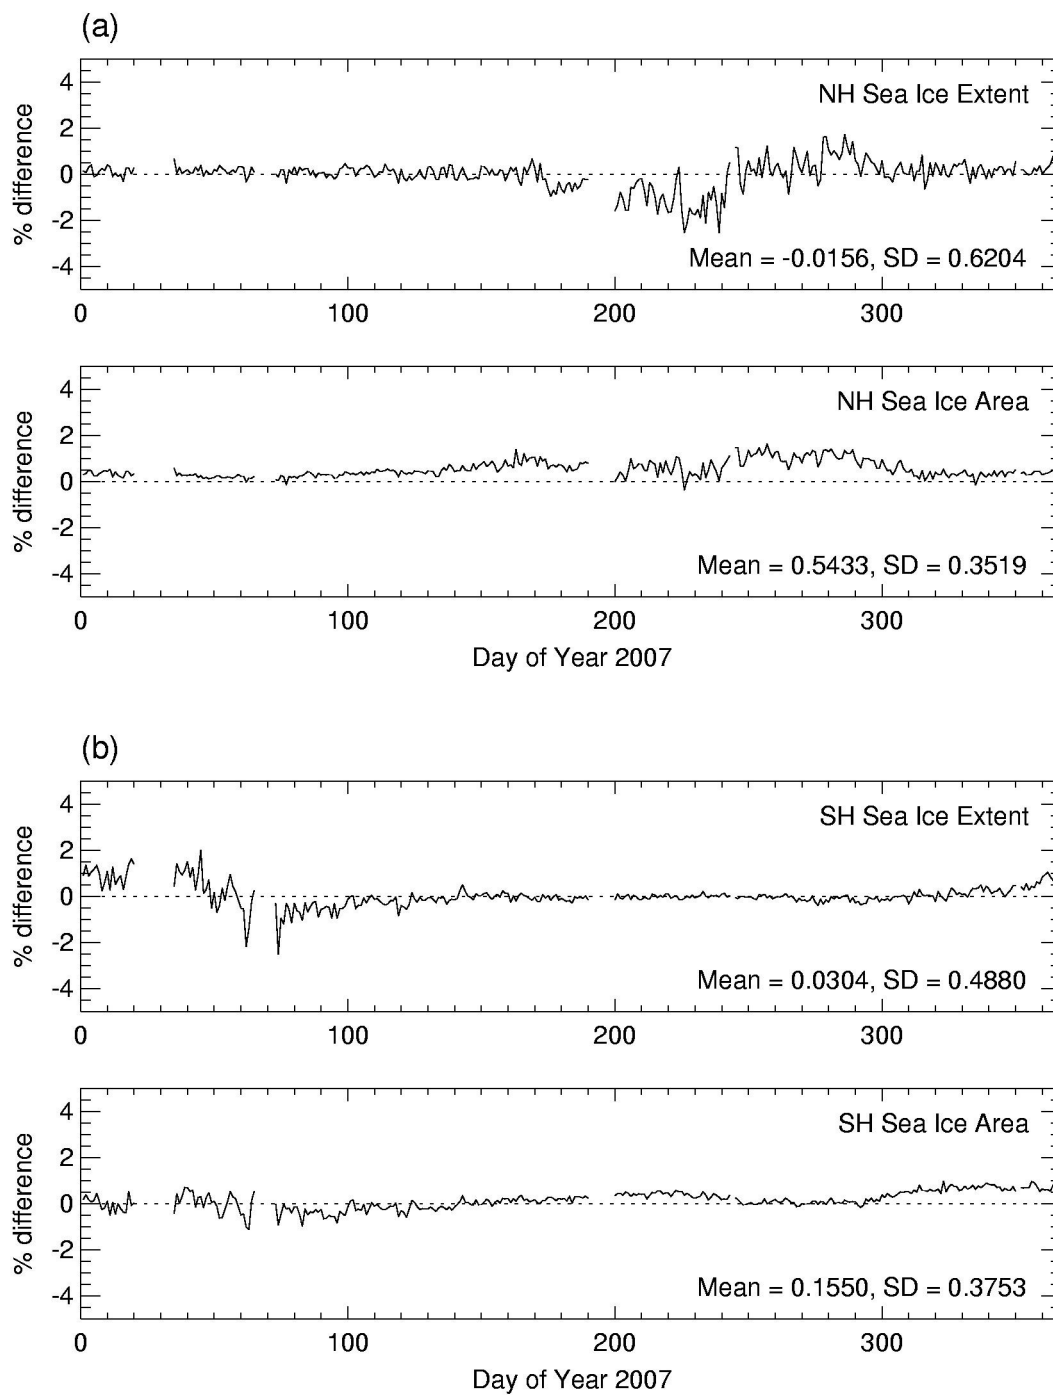 (a)
NH Sea Ice Extent
4
2
0
-2
-4
% difference
Mean = -0.0156, SD = 0.6204
0 100 200 300
NH Sea Ice Area
4
2
0
-2
-4
% difference
Mean = 0.5433, SD = 0.3519
0 100 200 300
Day of Year 2007
(b)
SH Sea Ice Extent
4
2
0
-2
-4
% difference
Mean = 0.0304, SD = 0.4880
0 100 200 300
SH Sea Ice Area
4
2
0
-2
-4
% difference
Mean = 0.1550, SD = 0.3753
0 100 200 300
Day of Year 2007